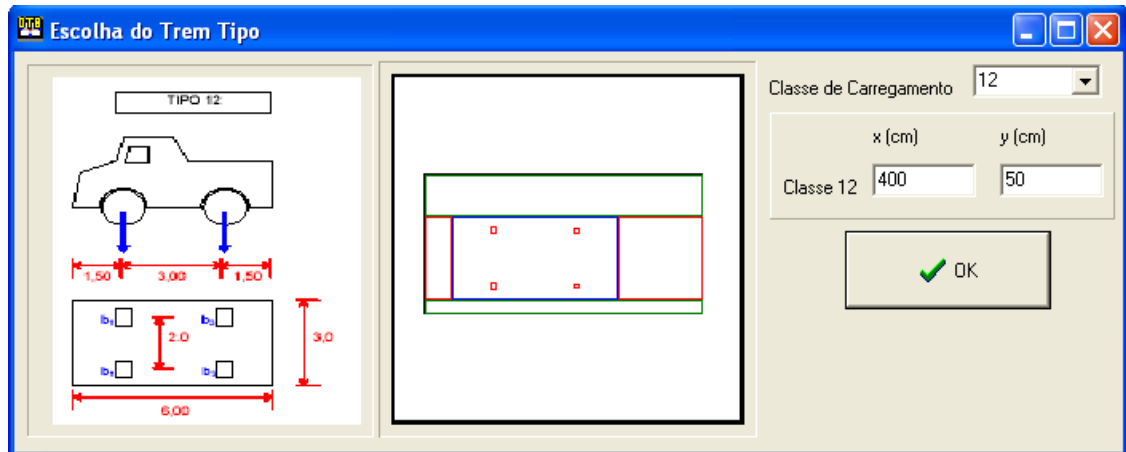 Escolha do Trem Tipo
TIPO 12:
1,50
3,00
1,50
2.0
3,0
6,00
Classe de Carregamento
12
x (cm)
y (cm)
Classe 12
400
50
OK